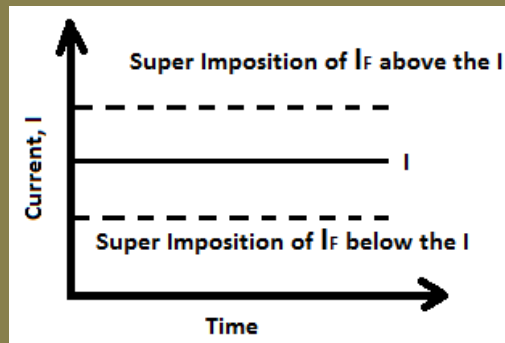 Super Imposition of IF above the I
Current, I
I
Super Imposition of IF below the I
Time